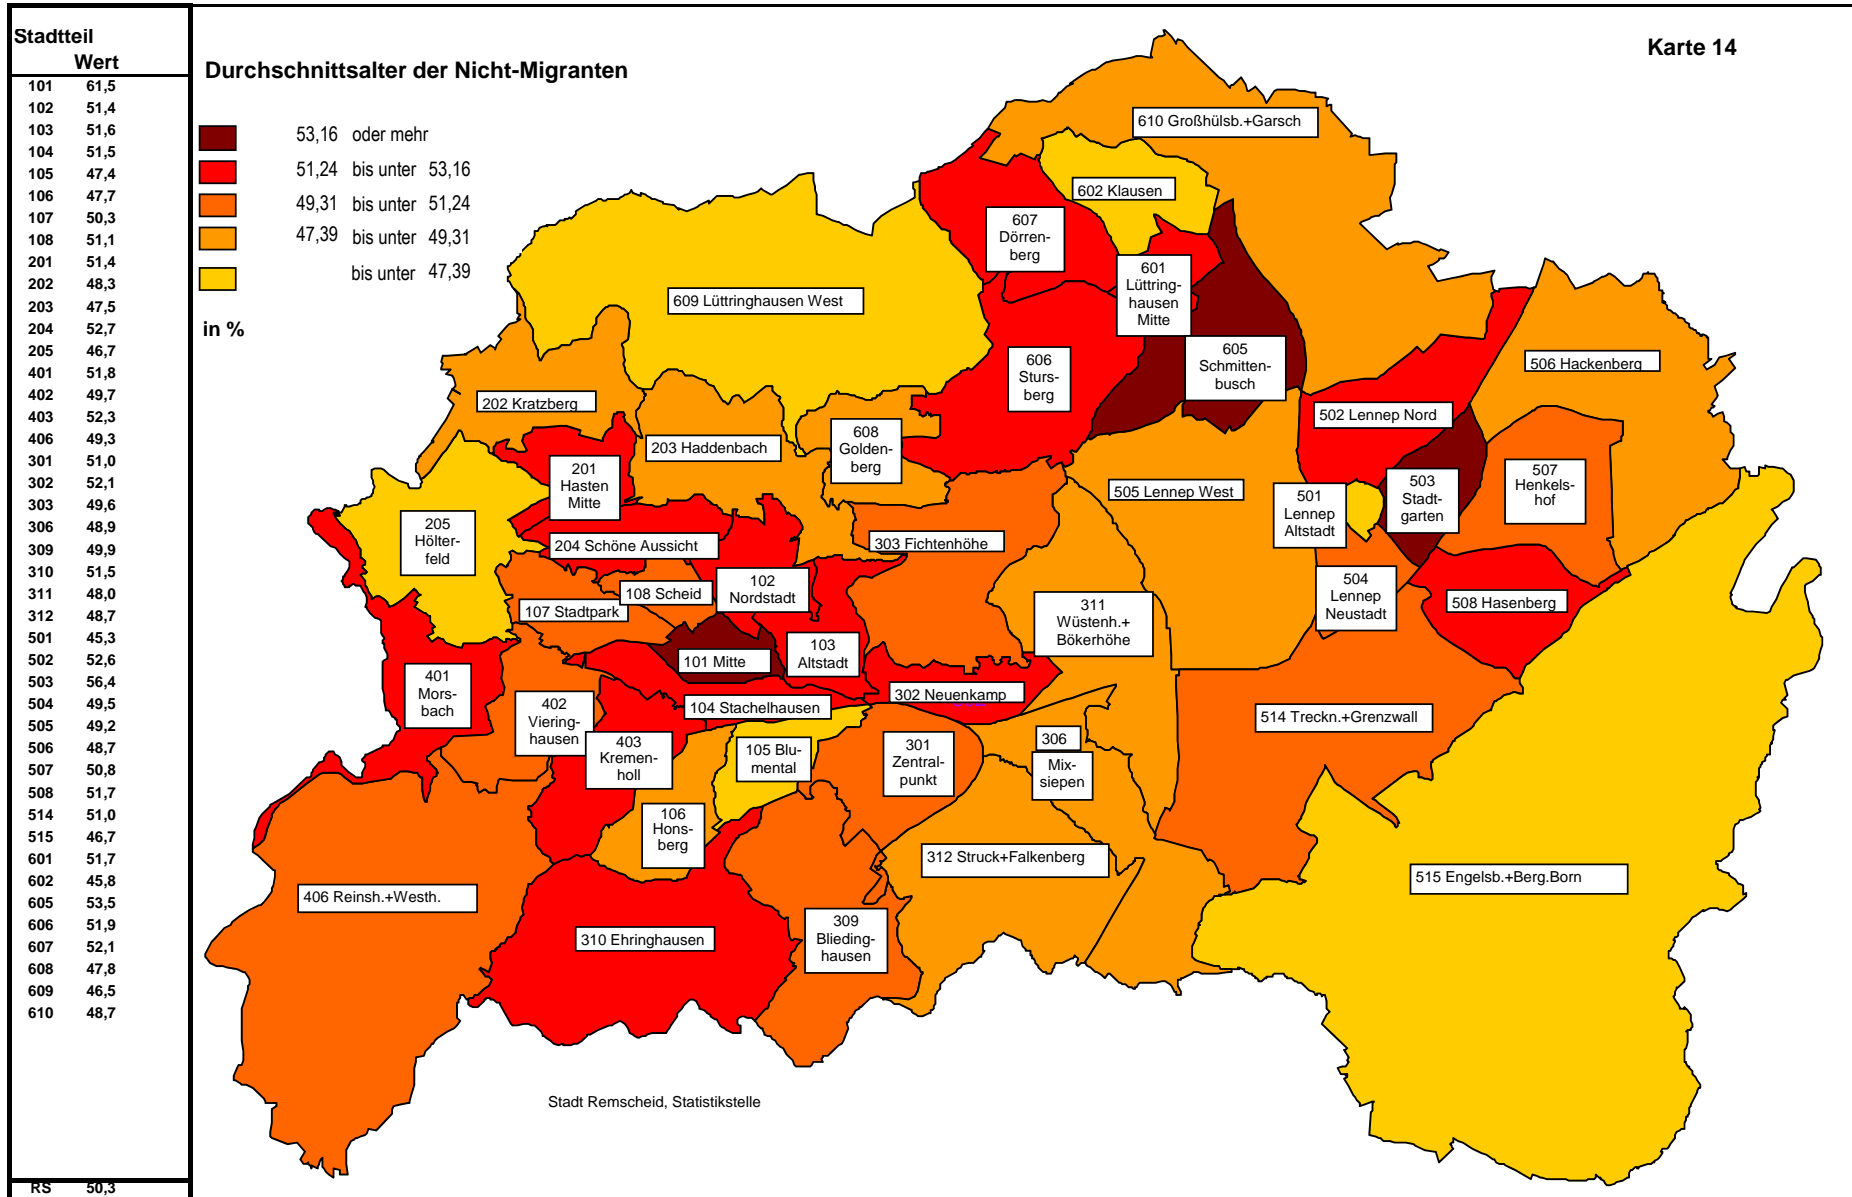 Stadtteil
Wert
101 61,5
102 51,4
103 51,6
104 51,5
105 47,4
106 47,7
107 50,3
108 51,1
201 51,4
202 48,3
203 47,5
204 52,7
205 46,7
401 51,8
402 49,7
403 52,3
406 49,3
301 51,0
302 52,1
303 49,6
306 48,9
309 49,9
310 51,5
311 48,0
312 48,7
501 45,3
502 52,6
503 56,4
504 49,5
505 49,2
506 48,7
507 50,8
508 51,7
514 51,0
515 46,7
601 51,7
602 45,8
605 53,5
606 51,9
607 52,1
608 47,8
609 46,5
610 48,7
RS 50,3
Durchschnittsalter der Nicht-Migranten
Karte 14
53,16 oder mehr
51,24 bis unter 53,16
49,31 bis unter 51,24
47,39 bis unter 49,31
bis unter 47,39
in %
610 Großhülsb.+Garsch
602 Klausen
607
Dörren-
berg
601
Lüttring-
hausen
Mitte
609 Lüttringhausen West
605
Schmitten-
busch
606
Sturs-
berg
506 Hackenberg
202 Kratzberg
502 Lennep Nord
203 Haddenbach
608
Golden-
berg
201
Hasten
Mitte
507
Henkels-
hof
503
Stadt-
garten
505 Lennep West
501
Lennep
Altstadt
205
Hölter-
feld
204 Schöne Aussicht
303 Fichtenhöhe
102
Nordstadt
108 Scheid
107 Stadtpark
504
Lennep
Neustadt
508 Hasenberg
311
Wüstenh.+
Bökerhöhe
103
Altstadt
101 Mitte
401
Mors-
bach
302 Neuenkamp
104 Stachelhausen
402
Viering-
hausen
514 Treckn.+Grenzwall
403
Kremen-
holl
105 Blu-
mental
301
Zentral-
punkt
306
Mix-
siepen
106
Hons-
berg
312 Struck+Falkenberg
515 Engelsb.+Berg.Born
406 Reinsh.+Westh.
310 Ehringhausen
309
Blieding-
hausen
Stadt Remscheid, Statistikstelle